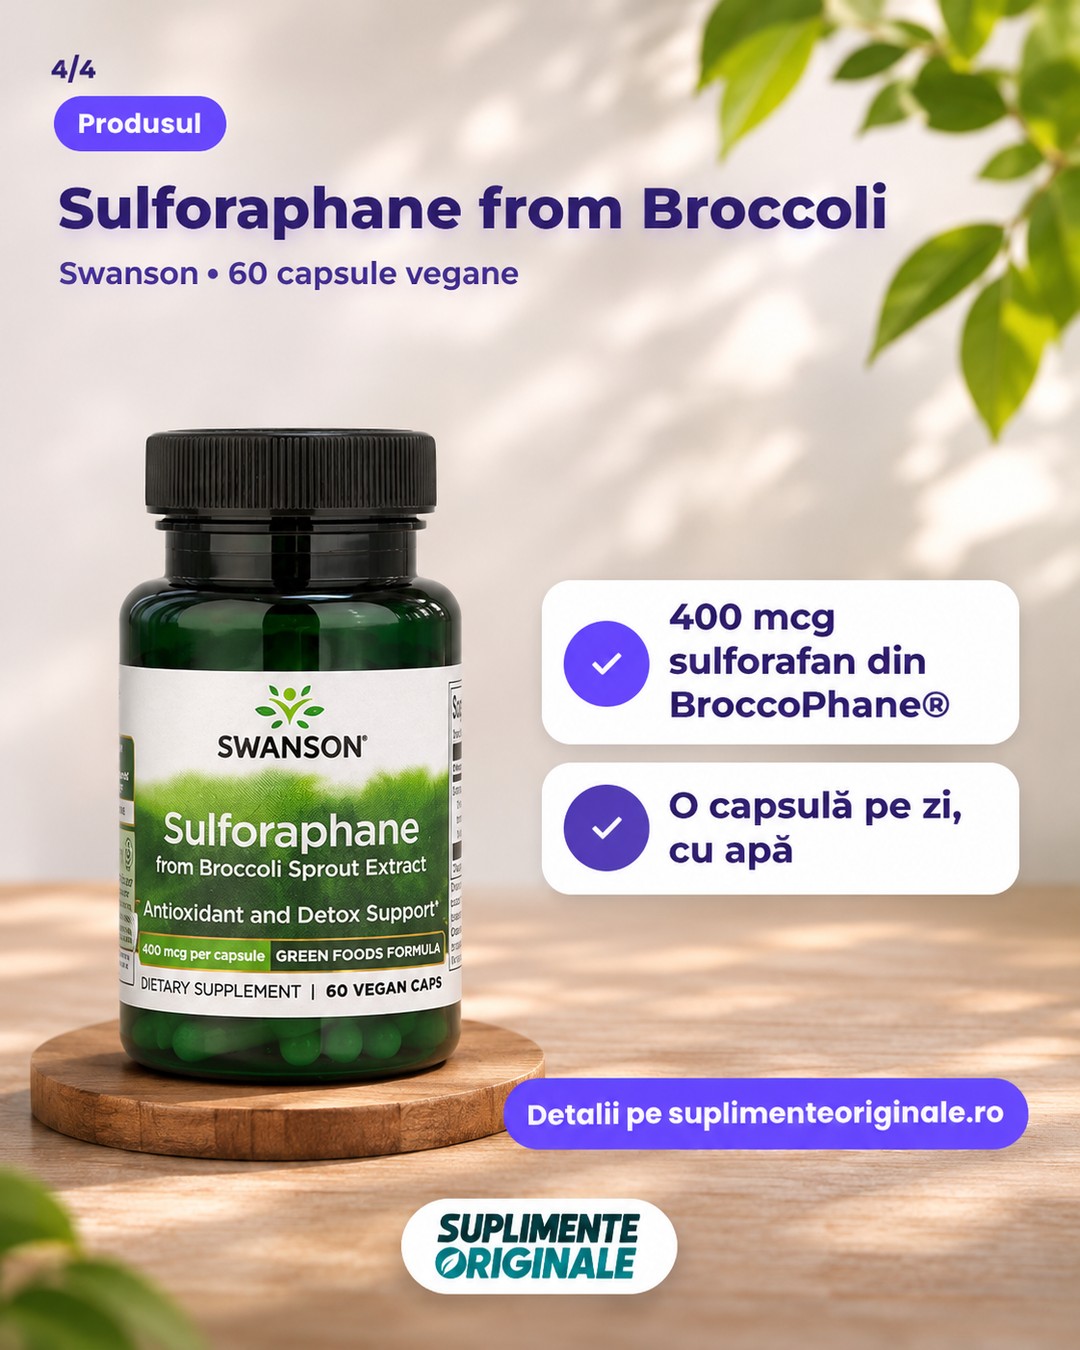 4/4
Produsul
Sulforaphane from Broccoli
Swanson • 60 capsule vegane
SWANSON®
Sulforaphane
from Broccoli Sprout Extract
Antioxidant and Detox Support*
400 mcg per capsule GREEN FOODS FORMULA
DIETARY SUPPLEMENT | 60 VEGAN CAPS
400 mcg
sulforafan din
BroccoPhane®
O capsulă pe zi,
cu apă
Detalii pe suplimenteoriginale.ro
SUPLIMENTE
ORIGINALE